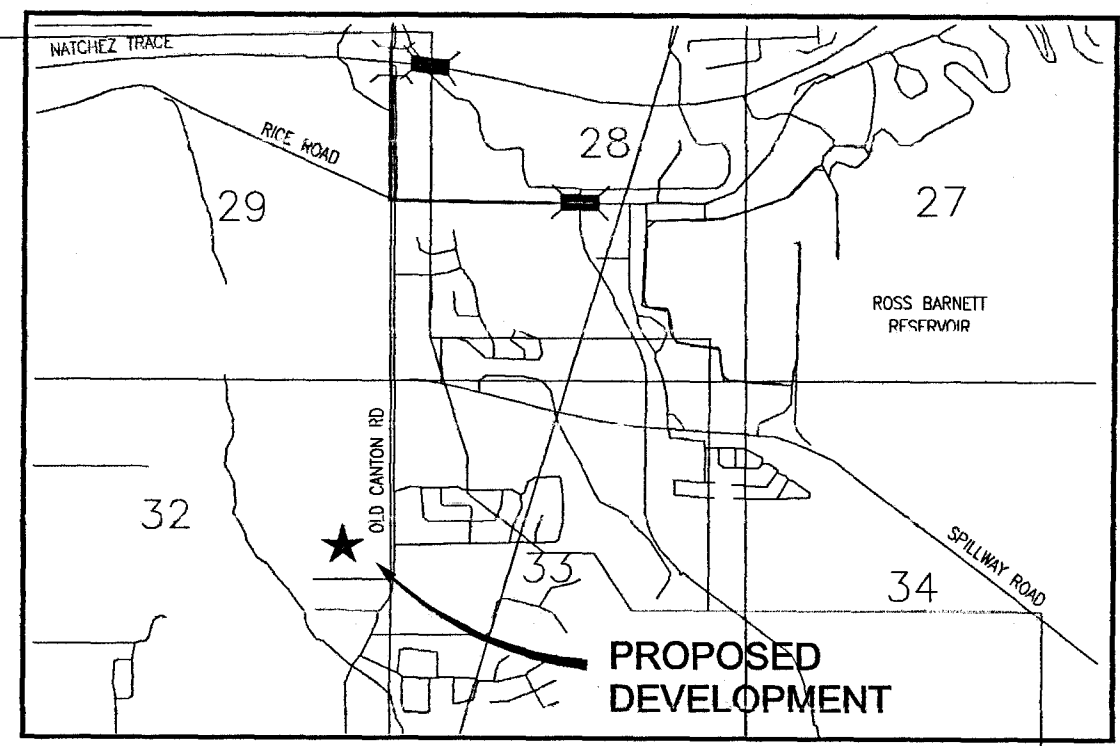 NATCHEZ TRACE
RICE ROAD
28
29
27
ROSS BARNETT
RESERVOIR
OLD CANTON RD
32
33
34
SPILLWAY ROAD
PROPOSED
DEVELOPMENT